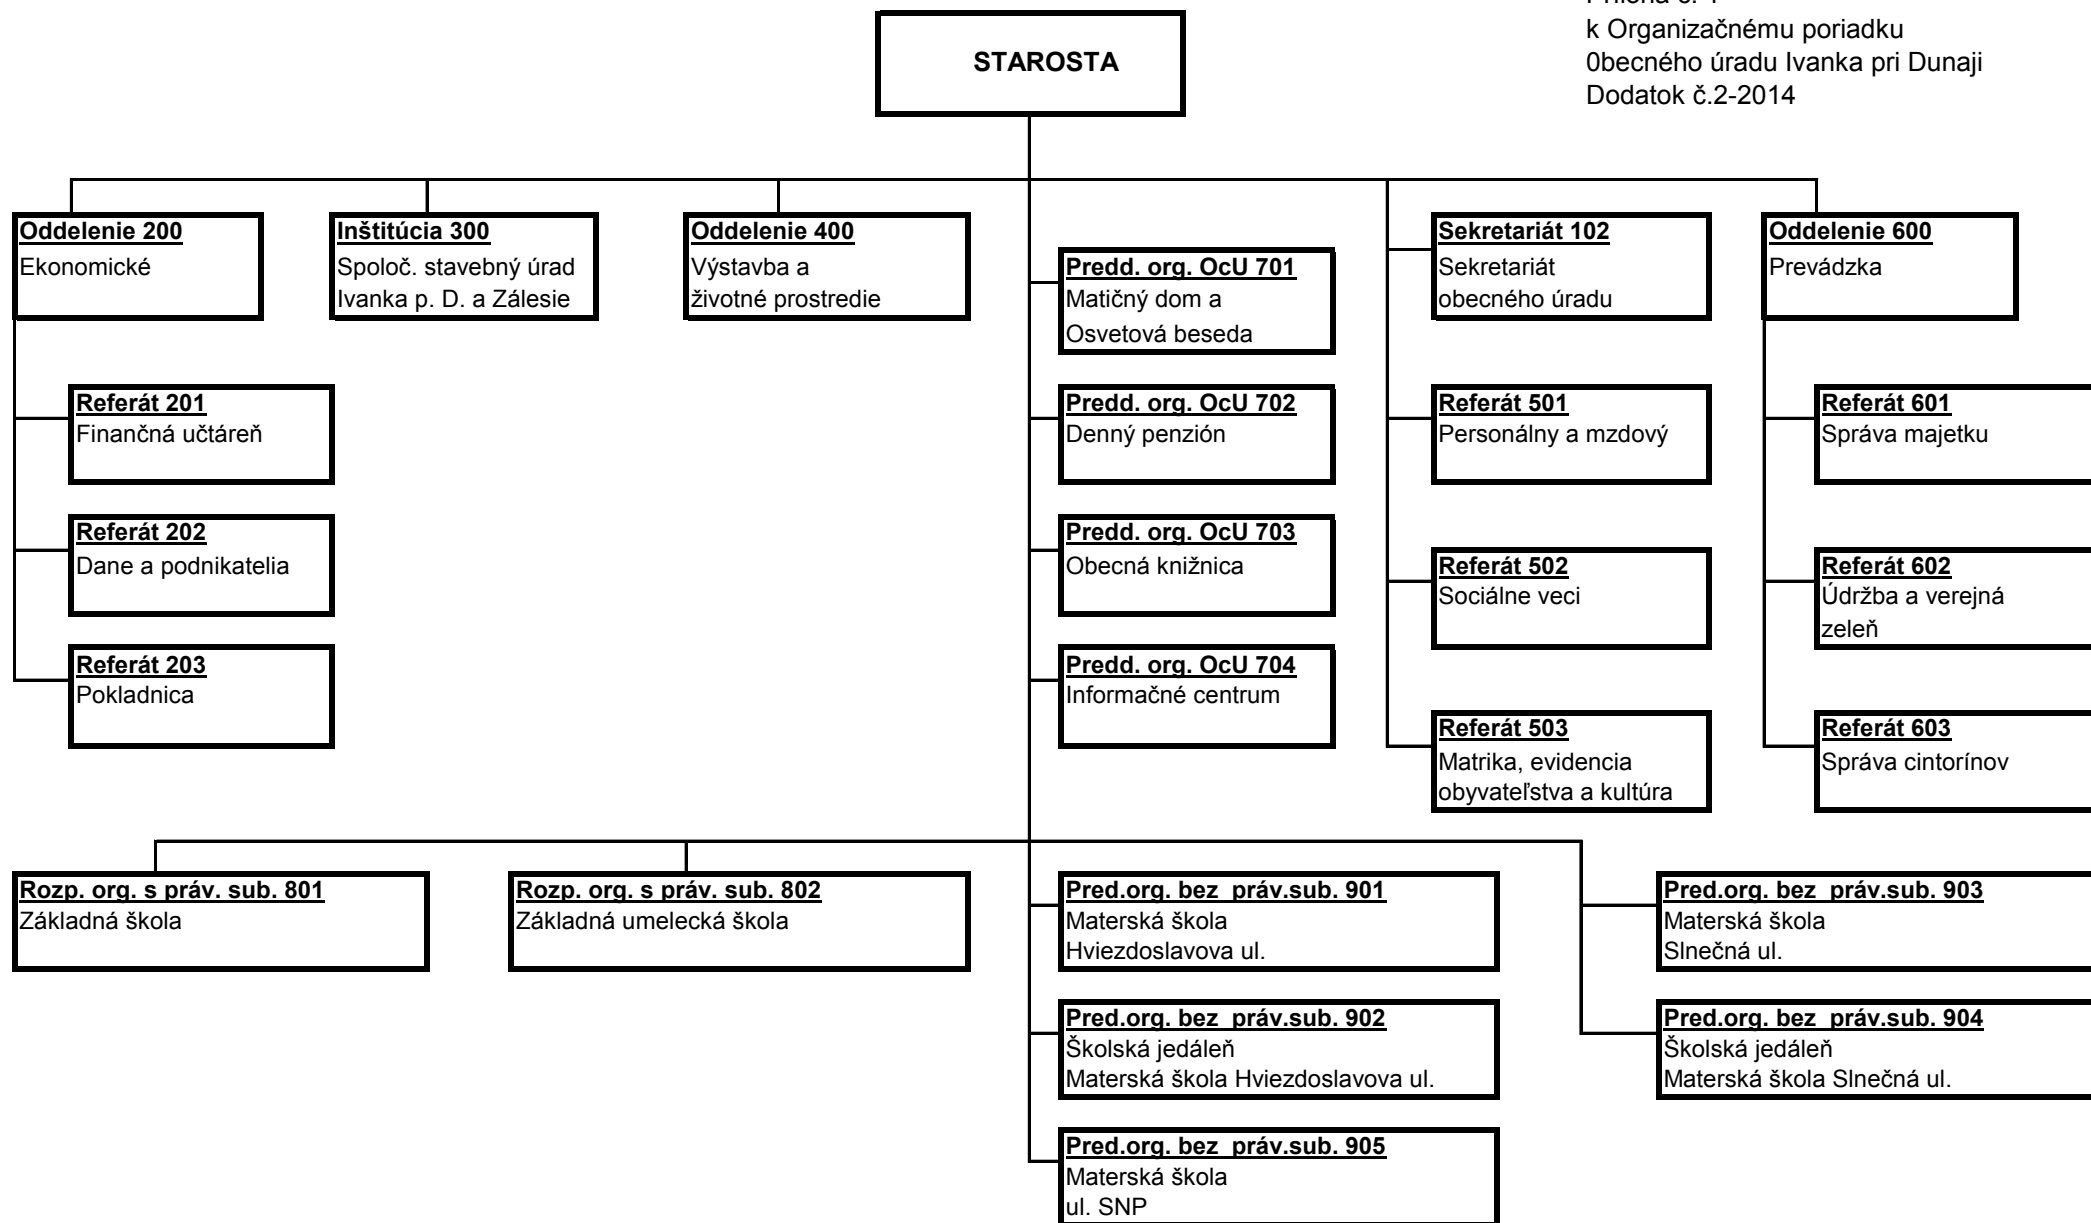 k Organizačnému poriadku
0becného úradu Ivanka pri Dunaji
Dodatok č.2-2014
STAROSTA
Oddelenie 200
Ekonomické
Inštitúcia 300
Spoloč. stavebný úrad
Ivanka p. D. a Zálesie
Oddelenie 400
Výstavba a
životné prostredie
Predd. org. OcU 701
Matičný dom a
Osvetová beseda
Sekretariát 102
Sekretariát
obecného úradu
Oddelenie 600
Prevádzka
Referát 201
Finančná učtáreň
Predd. org. OcU 702
Denný penzión
Referát 501
Personálny a mzdový
Referát 601
Správa majetku
Referát 202
Dane a podnikatelia
Predd. org. OcU 703
Obecná knižnica
Referát 502
Sociálne veci
Referát 602
Údržba a verejná
zeleň
Referát 203
Pokladnica
Predd. org. OcU 704
Informačné centrum
Referát 503
Matrika, evidencia
obyvateľstva a kultúra
Referát 603
Správa cintorínov
Rozp. org. s práv. sub. 801
Základná škola
Rozp. org. s práv. sub. 802
Základná umelecká škola
Pred.org. bez práv.sub. 901
Materská škola
Hviezdoslavova ul.
Pred.org. bez práv.sub. 903
Materská škola
Slnečná ul.
Pred.org. bez práv.sub. 902
Školská jedáleň
Materská škola Hviezdoslavova ul.
Pred.org. bez práv.sub. 904
Školská jedáleň
Materská škola Slnečná ul.
Pred.org. bez práv.sub. 905
Materská škola
ul. SNP